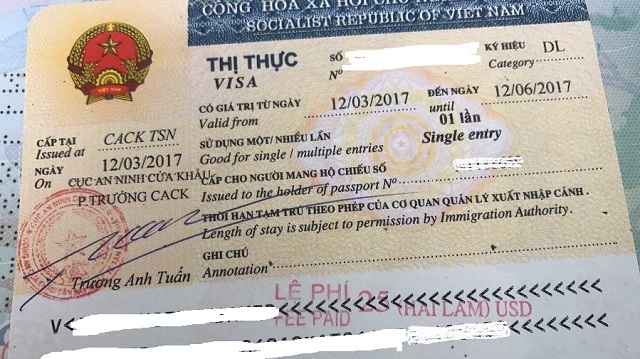 CỘNG HÒA XÃ HỘI CHỦ
SOCIALIST REPUBLIC OF VIET NAM
THỊ THỰC
VISA
SỐ
Nº
KÝ HIỆU DL
Category
CÓ GIÁ TRỊ TỪ NGÀY 12/03/2017 ĐẾN NGÀY 12/06/2017
Valid from until
CẤP TẠI CACK TSN
Issued at
SỬ DỤNG MỘT/ NHIỀU LẦN 01 lần
Good for single / multiple entries Single entry
NGÀY 12/03/2017
On
CỤC AN NINH CỬA KHẨU
P.TRƯỞNG CACK
CẤP CHO NGƯỜI MANG HỘ CHIẾU SỐ
Issued to the holder of passport Nº
THỜI HẠN TẠM TRÚ THEO PHÉP CỦA CƠ QUAN QUẢN LÝ XUẤT NHẬP CẢNH.
Length of stay is subject to permission by Immigration Authority.
GHI CHÚ
Annotation
Trương Anh Tuấn
VIỆT NAM
LỆ PHÍ 25 (HAI LĂM) USD
FEE PAID
V<